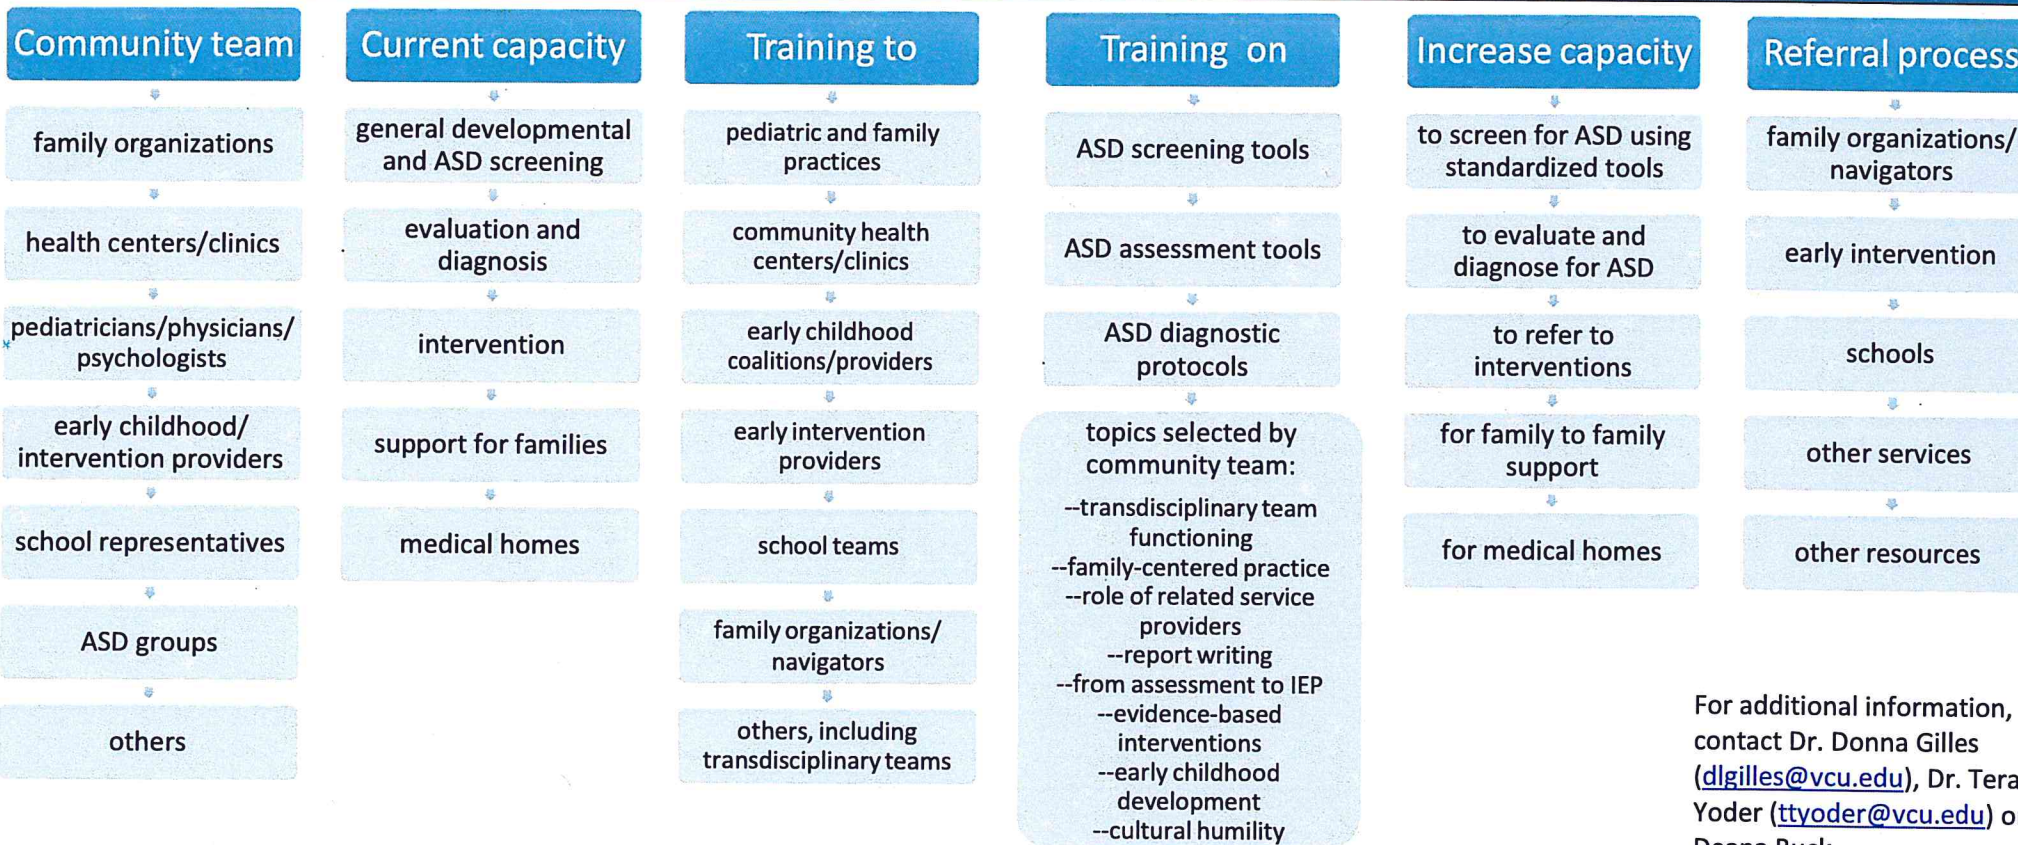 Community team
family organizations
health centers/clinics
pediatricians/physicians/
psychologists
early childhood/
intervention providers
school representatives
ASD groups
others
Current capacity
general developmental
and ASD screening
evaluation and
diagnosis
intervention
support for families
medical homes
Training to
pediatric and family
practices
community health
centers/clinics
early childhood
coalitions/providers
early intervention
providers
school teams
family organizations/
navigators
others, including
transdisciplinary teams
Training on
ASD screening tools
ASD assessment tools
ASD diagnostic
protocols
topics selected by
community team:
--transdisciplinary team
functioning
--family-centered practice
--role of related service
providers
--report writing
--from assessment to IEP
--evidence-based
interventions
--early childhood
development
--cultural humility
Increase capacity
to screen for ASD using
standardized tools
to evaluate and
diagnose for ASD
to refer to
interventions
for family to family
support
for medical homes
Referral process
family organizations/
navigators
early intervention
schools
other services
other resources
For additional information,
contact Dr. Donna Gilles
(dlgilles@vcu.edu), Dr. Tera
Yoder (ttyoder@vcu.edu) or